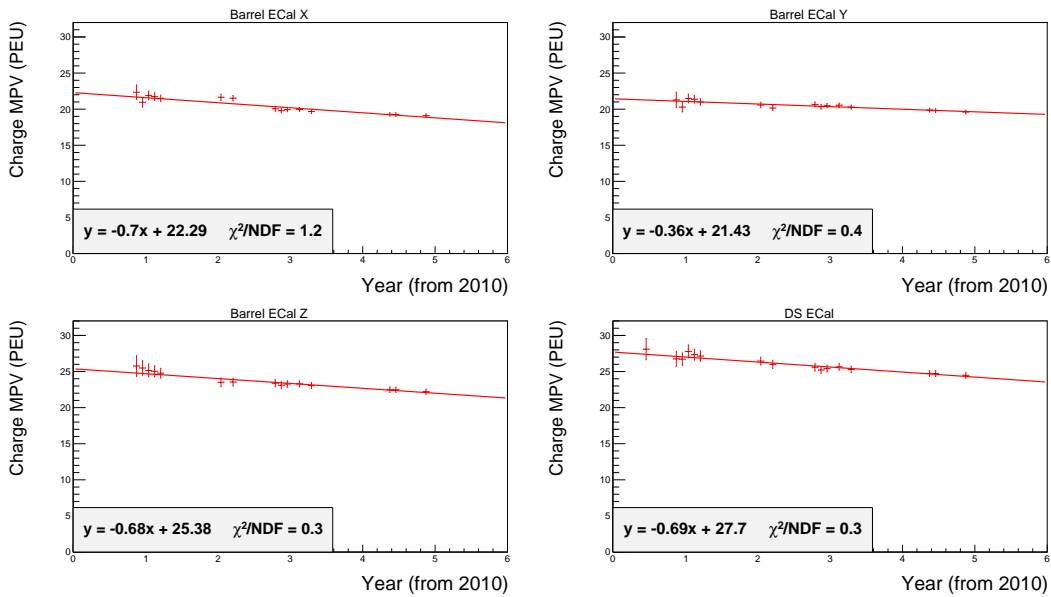 Barrel ECal X
Charge MPV (PEU)
30
25
20
15
10
5
0
y = -0.7x + 22.29 χ²/NDF = 1.2
0 1 2 3 4 5 6
Year (from 2010)
Barrel ECal Y
Charge MPV (PEU)
30
25
20
15
10
5
0
y = -0.36x + 21.43 χ²/NDF = 0.4
0 1 2 3 4 5 6
Year (from 2010)
Barrel ECal Z
Charge MPV (PEU)
30
25
20
15
10
5
0
y = -0.68x + 25.38 χ²/NDF = 0.3
0 1 2 3 4 5 6
Year (from 2010)
DS ECal
Charge MPV (PEU)
30
25
20
15
10
5
0
y = -0.69x + 27.7 χ²/NDF = 0.3
0 1 2 3 4 5 6
Year (from 2010)